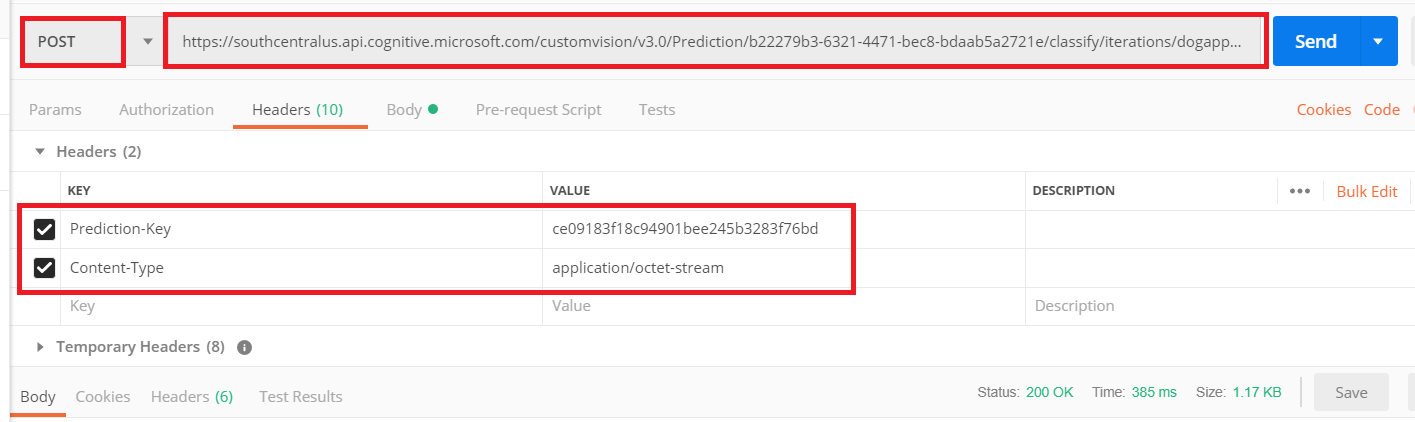 POST https://southcentralus.api.cognitive.microsoft.com/customvision/v3.0/Prediction/b22279b3-6321-4471-bec8-bdaab5a2721e/classify/iterations/dogapp... Send
Params Authorization Headers (10) Body Pre-request Script Tests Cookies Code
Headers (2)
KEY VALUE DESCRIPTION ••• Bulk Edit
Prediction-Key ce09183f18c94901bee245b3283f76bd
Content-Type application/octet-stream
Key Value Description
Temporary Headers (8)
Body Cookies Headers (6) Test Results Status: 200 OK Time: 385 ms Size: 1.17 KB Save